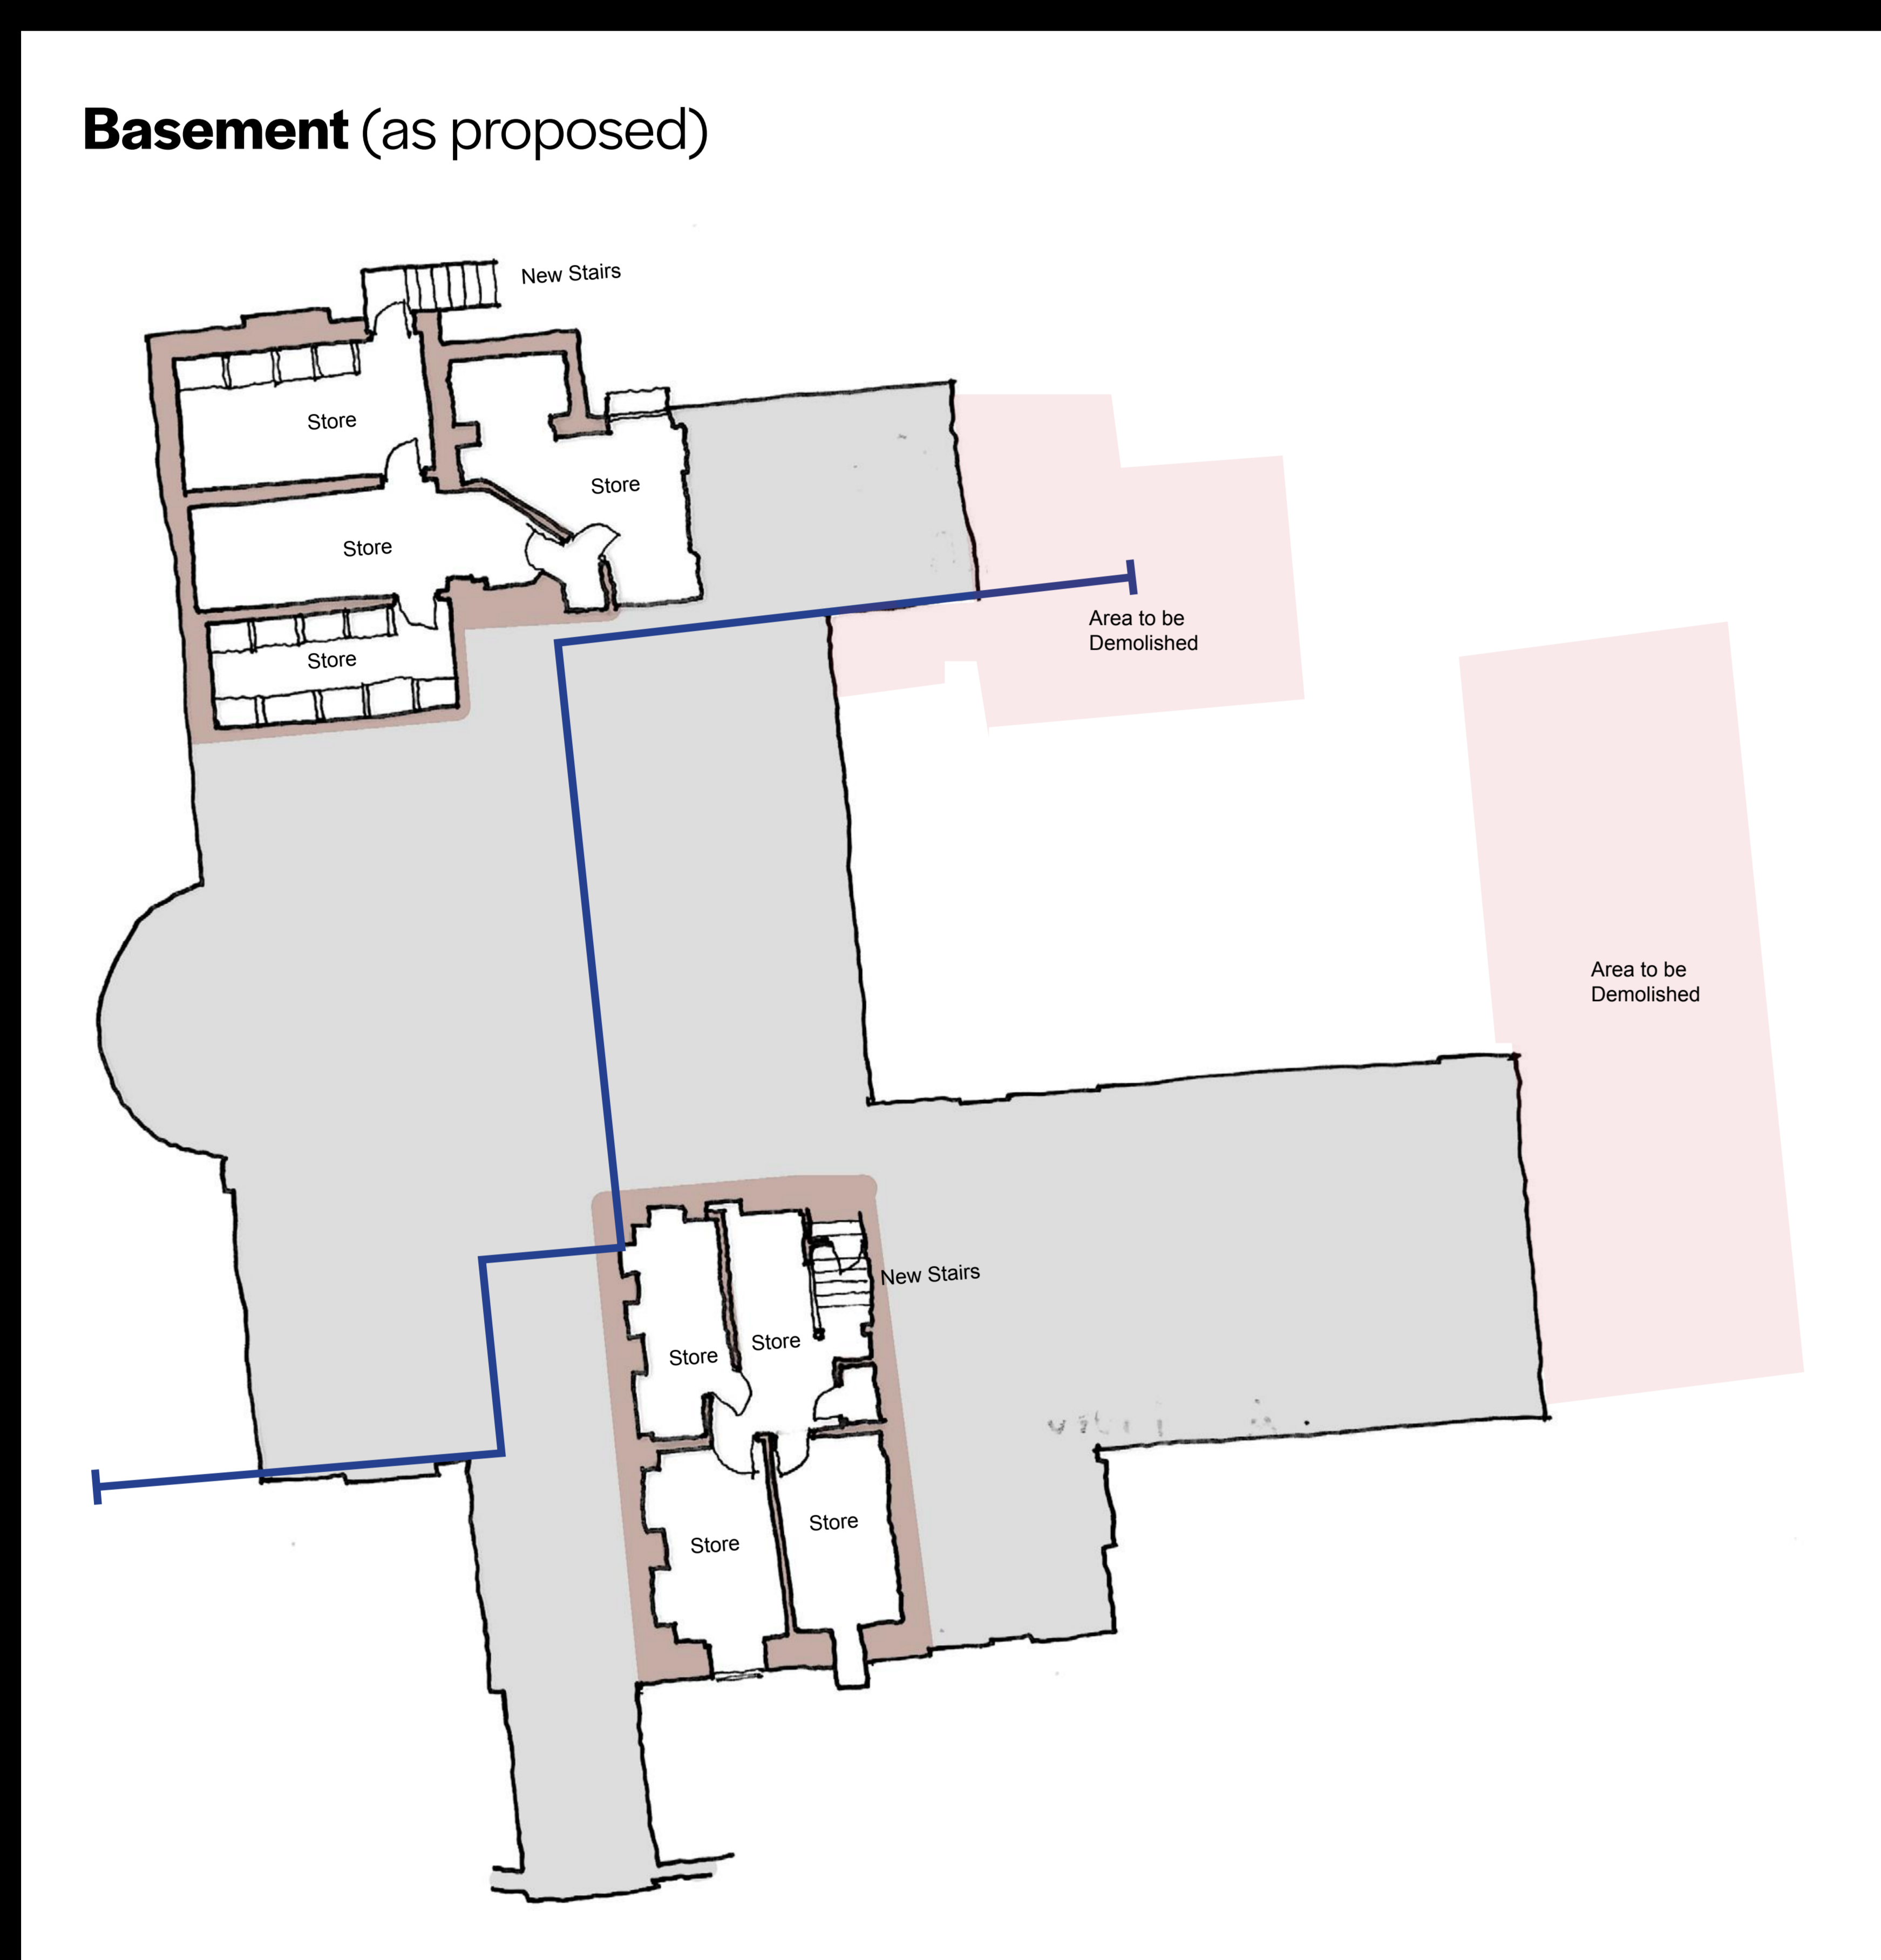 Basement (as proposed)
New Stairs
Store
Store
Store
Store
Area to be
Demolished
Area to be
Demolished
New Stairs
Store
Store
Store
Store